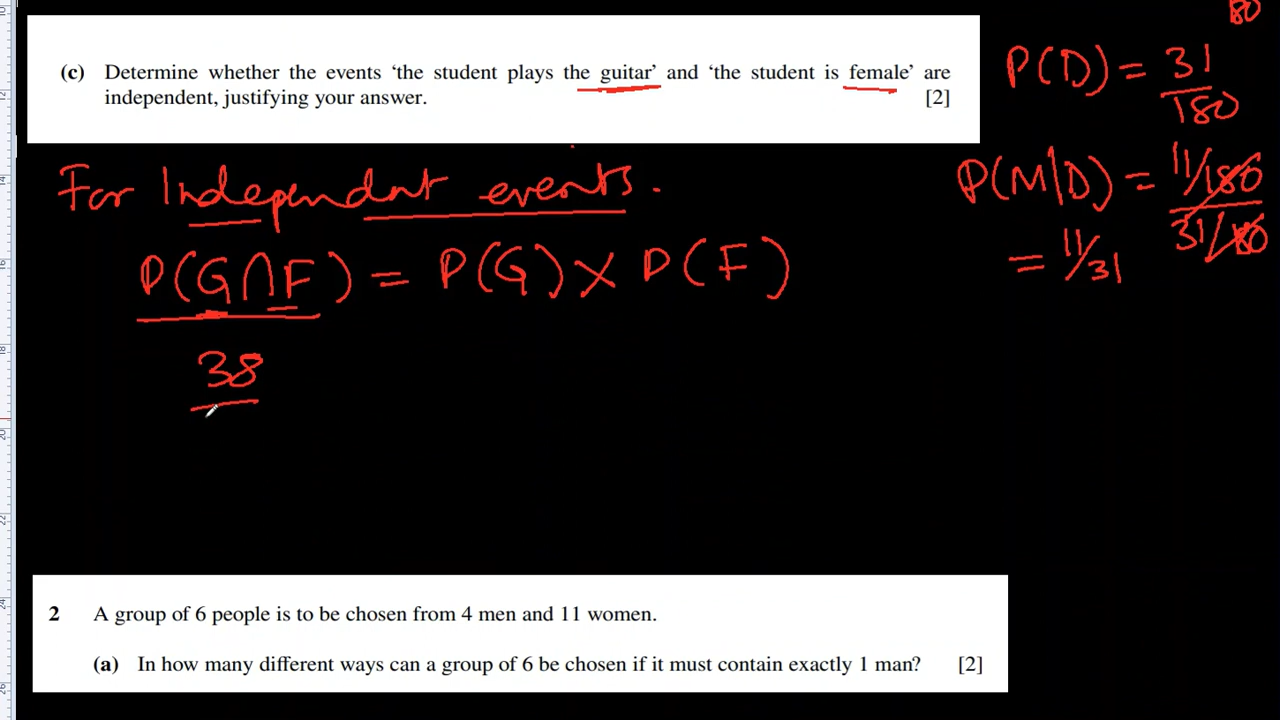 (c) Determine whether the events ‘the student plays the guitar’ and ‘the student is female’ are
independent, justifying your answer. [2]
For Independent events.
P(G∩F) = P(G) × P(F)
38
80
P(D) = 31
180
P(M|D) = 11/180
31/180
= 11/31
2 A group of 6 people is to be chosen from 4 men and 11 women.
(a) In how many different ways can a group of 6 be chosen if it must contain exactly 1 man? [2]